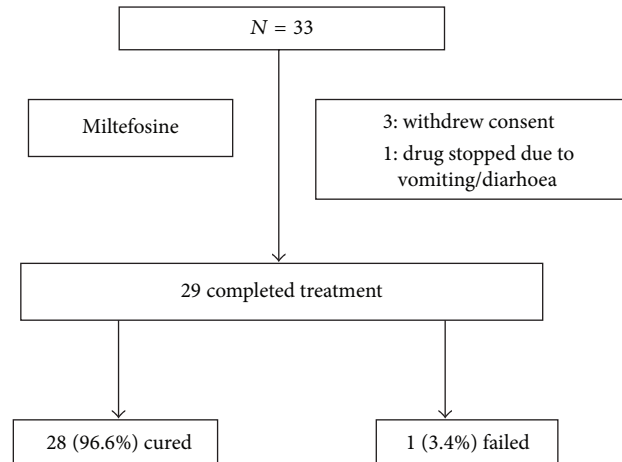 N = 33
Miltefosine
3: withdrew consent
1: drug stopped due to
vomiting/diarhoea
29 completed treatment
28 (96.6%) cured
1 (3.4%) failed